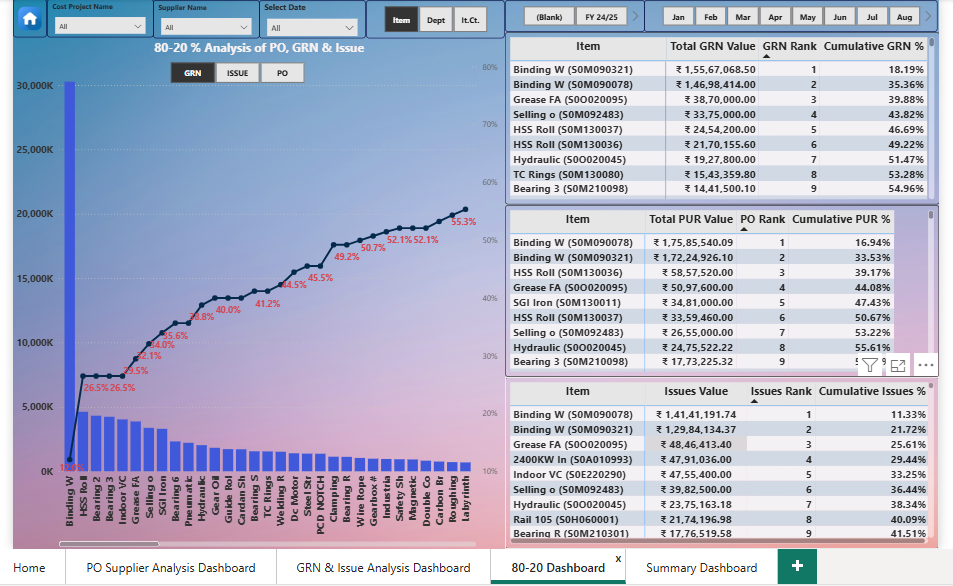 Cost Project Name
All
Supplier Name
All
Select Date
All
Item Dept It.Ct.
(Blank) FY 24/25
Jan Feb Mar Apr May Jun Jul Aug
80-20 % Analysis of PO, GRN & Issue
GRN ISSUE PO
30,000K
25,000K
20,000K
15,000K
10,000K
5,000K
0K
80%
70%
60%
50%
40%
30%
20%
10%
26.5% 26.5%
29.5%
32.1%
34.0%
35.6%
38.8%
40.0%
41.2%
44.5%
45.5%
49.2%
50.7%
52.1% 52.1%
55.3%
Binding W
HSS Roll
Bearing 2
Bearing 3
Indoor VC
Grease FA
Selling o
SGI Iron
Bearing 6
Pneumatic
Hydraulic
Gear Oil
Guide Rol
Cardan Sh
Bearing S
TC Rings
Welding R
Dc Motor
Steel Str
PCD NOTCH
Clamping
Bearing R
Wire Rope
Gearbox #
Industria
Safety Sh
Magnetic
Double Co
Carbon Br
Roughing
Labyrinth
Item Total GRN Value GRN Rank Cumulative GRN %
Binding W (S0M090321) ₹ 1,55,67,068.50 1 18.19%
Binding W (S0M090078) ₹ 1,46,98,414.00 2 35.36%
Grease FA (S0O020095) ₹ 38,70,000.00 3 39.88%
Selling o (S0M092483) ₹ 33,75,000.00 4 43.82%
HSS Roll (S0M130037) ₹ 24,54,200.00 5 46.69%
HSS Roll (S0M130036) ₹ 21,70,155.60 6 49.22%
Hydraulic (S0O020045) ₹ 19,27,800.00 7 51.47%
TC Rings (S0M130080) ₹ 15,43,359.80 8 53.28%
Bearing 3 (S0M210098) ₹ 14,41,500.10 9 54.96%
Item Total PUR Value PO Rank Cumulative PUR %
Binding W (S0M090078) ₹ 1,75,85,540.09 1 16.94%
Binding W (S0M090321) ₹ 1,72,24,926.10 2 33.53%
HSS Roll (S0M130036) ₹ 58,57,520.00 3 39.17%
Grease FA (S0O020095) ₹ 50,97,600.00 4 44.08%
SGI Iron (S0M130011) ₹ 34,81,000.00 5 47.43%
HSS Roll (S0M130037) ₹ 33,59,460.00 6 50.67%
Selling o (S0M092483) ₹ 26,55,000.00 7 53.22%
Hydraulic (S0O020045) ₹ 24,75,522.22 8 55.61%
Bearing 3 (S0M210098) ₹ 17,73,225.32 9
Item Issues Value Issues Rank Cumulative Issues %
Binding W (S0M090078) ₹ 1,41,41,191.74 1 11.33%
Binding W (S0M090321) ₹ 1,29,84,134.37 2 21.72%
Grease FA (S0O020095) ₹ 48,46,413.40 3 25.61%
2400KW In (S0A010993) ₹ 47,91,036.00 4 29.44%
Indoor VC (S0E220290) ₹ 47,55,400.00 5 33.25%
Selling o (S0M092483) ₹ 39,82,500.00 6 36.44%
Hydraulic (S0O020045) ₹ 23,75,163.18 7 38.34%
Rail 105 (S0H060001) ₹ 21,74,196.98 8 40.09%
Bearing R (S0M210301) ₹ 17,76,519.58 9 41.51%
Home
PO Supplier Analysis Dashboard
GRN & Issue Analysis Dashboard
80-20 Dashboard x
Summary Dashboard
+